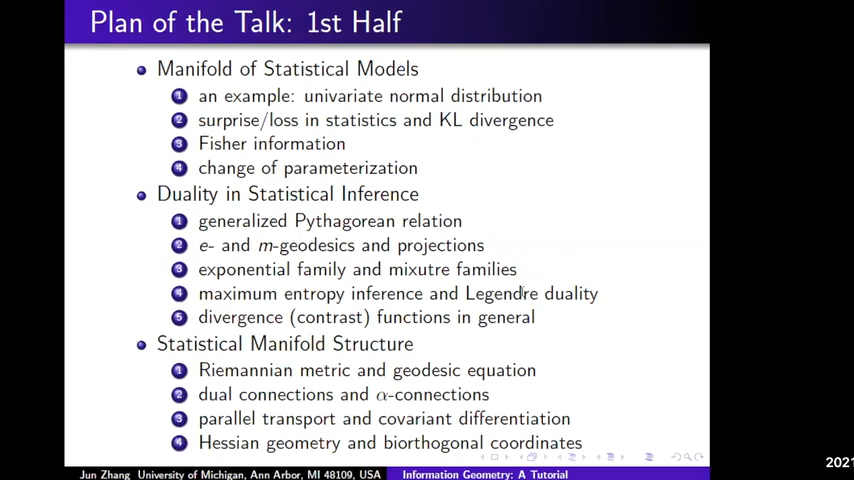 Plan of the Talk: 1st Half
Manifold of Statistical Models
1 an example: univariate normal distribution
2 surprise/loss in statistics and KL divergence
3 Fisher information
4 change of parameterization
Duality in Statistical Inference
1 generalized Pythagorean relation
2 e- and m-geodesics and projections
3 exponential family and mixutre families
4 maximum entropy inference and Legendre duality
5 divergence (contrast) functions in general
Statistical Manifold Structure
1 Riemannian metric and geodesic equation
2 dual connections and α-connections
3 parallel transport and covariant differentiation
4 Hessian geometry and biorthogonal coordinates
2021
Jun Zhang University of Michigan, Ann Arbor, MI 48109, USA Information Geometry: A Tutorial